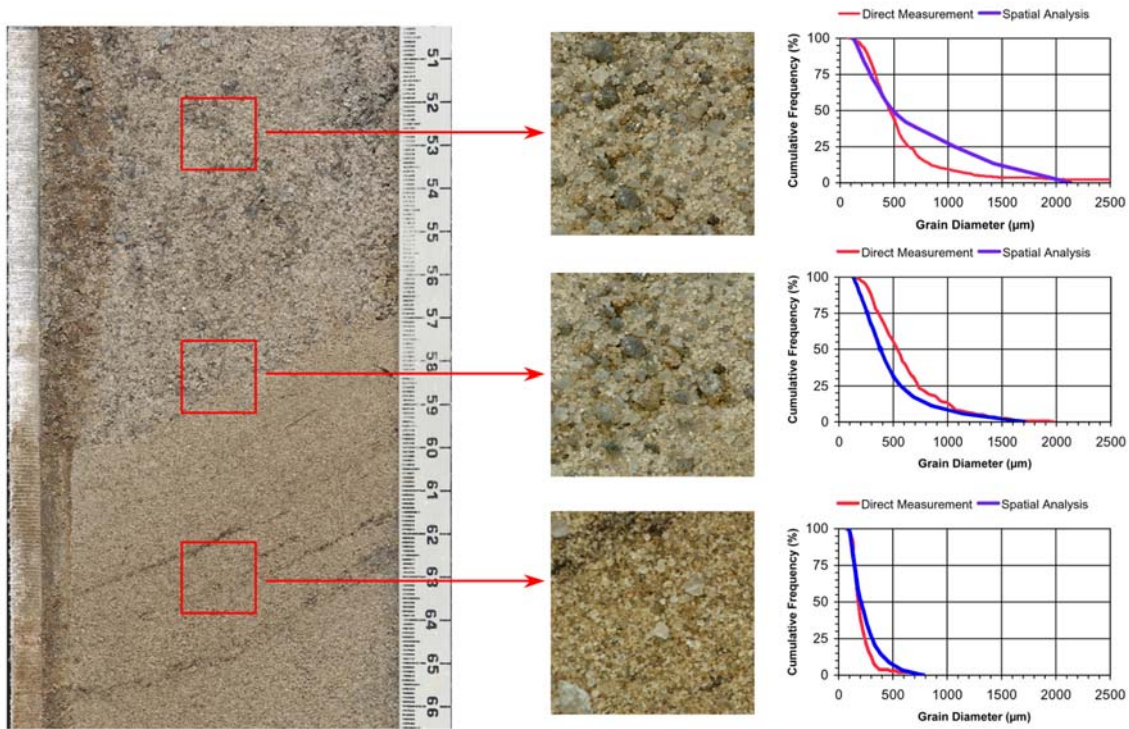 51
52
53
54
55
56
57
58
59
60
61
62
63
64
65
66
Direct Measurement Spatial Analysis
Cumulative Frequency (%)
100
75
50
25
0
0 500 1000 1500 2000 2500
Grain Diameter (µm)
Direct Measurement Spatial Analysis
Cumulative Frequency (%)
100
75
50
25
0
0 500 1000 1500 2000 2500
Grain Diameter (µm)
Direct Measurement Spatial Analysis
Cumulative Frequency (%)
100
75
50
25
0
0 500 1000 1500 2000 2500
Grain Diameter (µm)